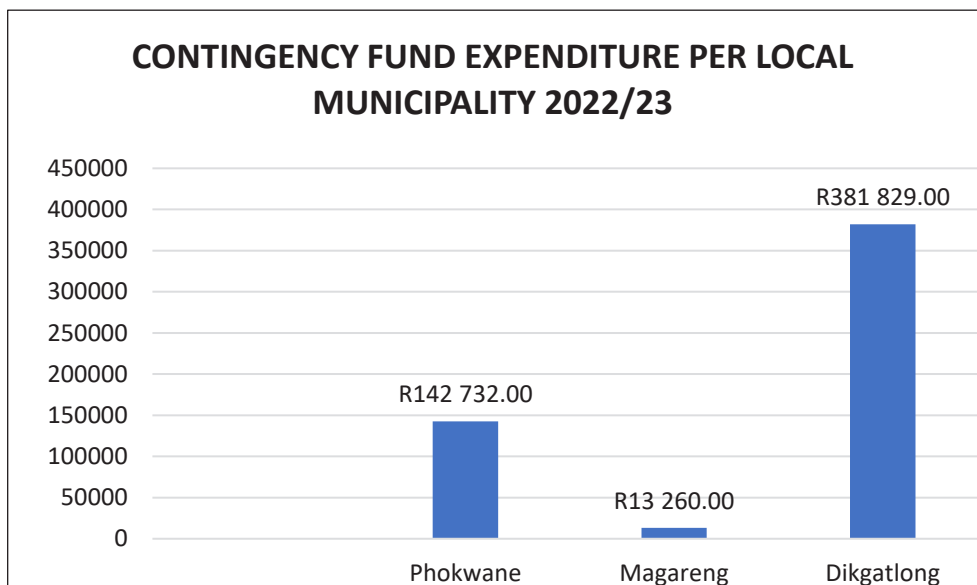 CONTINGENCY FUND EXPENDITURE PER LOCAL
MUNICIPALITY 2022/23
450000
400000
350000
300000
250000
200000
150000
100000
50000
0
R142 732.00
R13 260.00
R381 829.00
Phokwane
Magareng
Dikgatlong